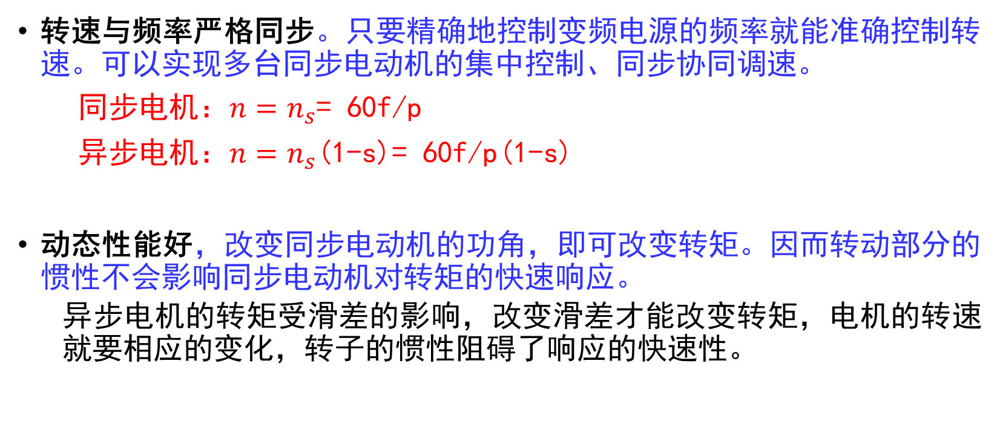 • 转速与频率严格同步。只要精确地控制变频电源的频率就能准确控制转
速。可以实现多台同步电动机的集中控制、同步协同调速。
同步电机：n = nₛ= 60f/p
异步电机：n = nₛ(1-s)= 60f/p(1-s)
• 动态性能好，改变同步电动机的功角，即可改变转矩。因而转动部分的
惯性不会影响同步电动机对转矩的快速响应。
异步电机的转矩受滑差的影响，改变滑差才能改变转矩，电机的转速
就要相应的变化，转子的惯性阻碍了响应的快速性。